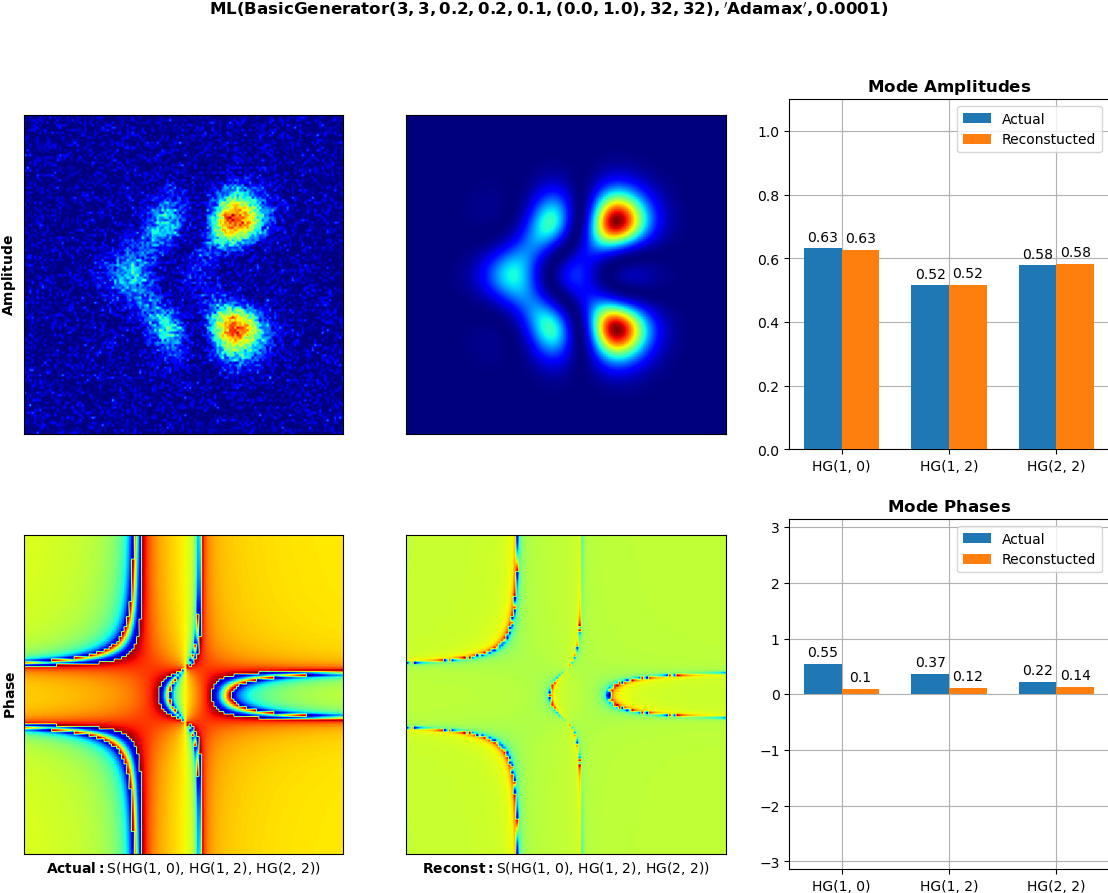 ML(BasicGenerator(3, 3, 0.2, 0.2, 0.1, (0.0, 1.0), 32, 32), ′Adamax′, 0.0001)
Amplitude
Mode Amplitudes
Actual
Reconstucted
1.0
0.8
0.6
0.4
0.2
0.0
0.63
0.63
0.52
0.52
0.58
0.58
HG(1, 0)
HG(1, 2)
HG(2, 2)
Phase
Actual: S(HG(1, 0), HG(1, 2), HG(2, 2))
Reconst: S(HG(1, 0), HG(1, 2), HG(2, 2))
Mode Phases
Actual
Reconstucted
3
2
1
0
−1
−2
−3
0.55
0.1
0.37
0.12
0.22
0.14
HG(1, 0)
HG(1, 2)
HG(2, 2)